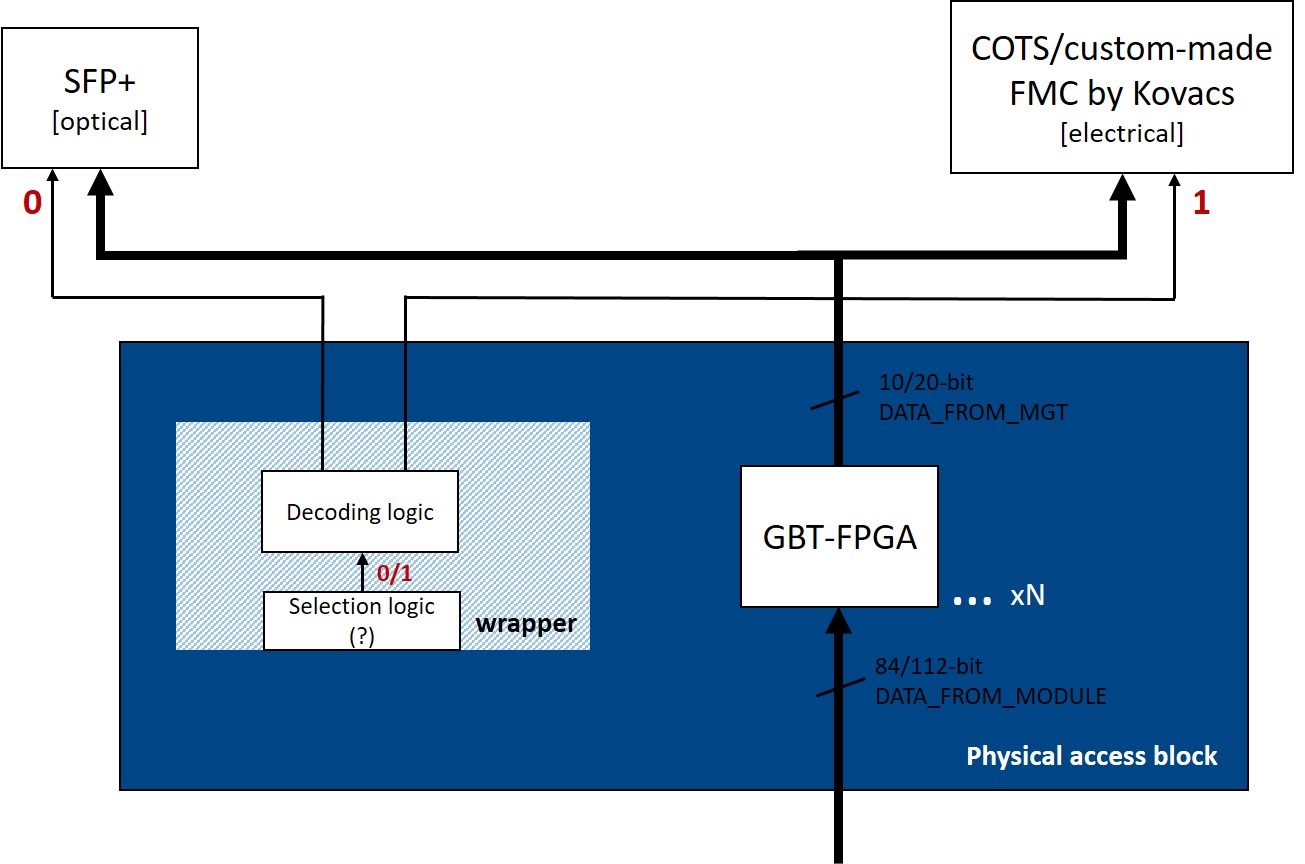 SFP+
[optical]
COTS/custom-made
FMC by Kovacs
[electrical]
0
1
10/20-bit
DATA_FROM_MGT
Decoding logic
0/1
Selection logic
(?)
wrapper
GBT-FPGA
... xN
84/112-bit
DATA_FROM_MODULE
Physical access block